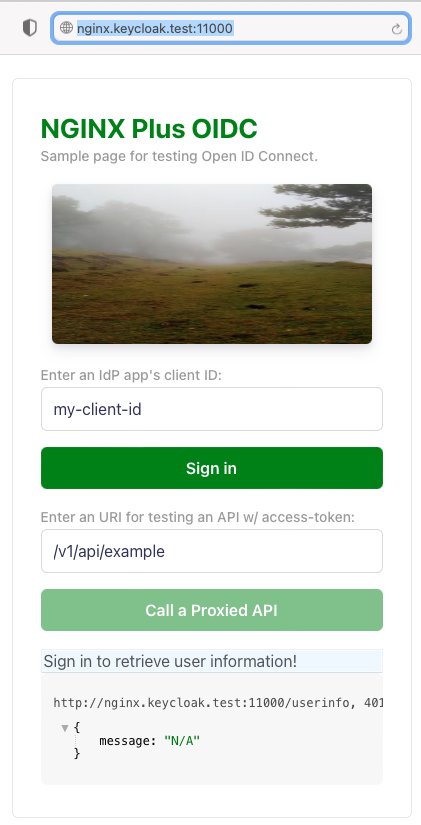 nginx.keycloak.test:11000
NGINX Plus OIDC
Sample page for testing Open ID Connect.
Enter an IdP app's client ID:
my-client-id
Sign in
Enter an URI for testing an API w/ access-token:
/v1/api/example
Call a Proxied API
Sign in to retrieve user information!
http://nginx.keycloak.test:11000/userinfo, 401
{
message: "N/A"
}